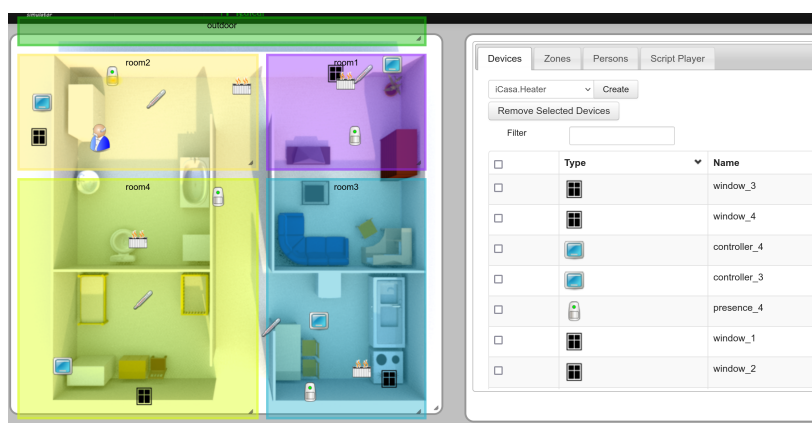 simulator
outdoor
room2
room1
room4
room3
Devices
Zones
Persons
Script Player
iCasa.Heater
Create
Remove Selected Devices
Filter
Type
Name
window_3
window_4
controller_4
controller_3
presence_4
window_1
window_2